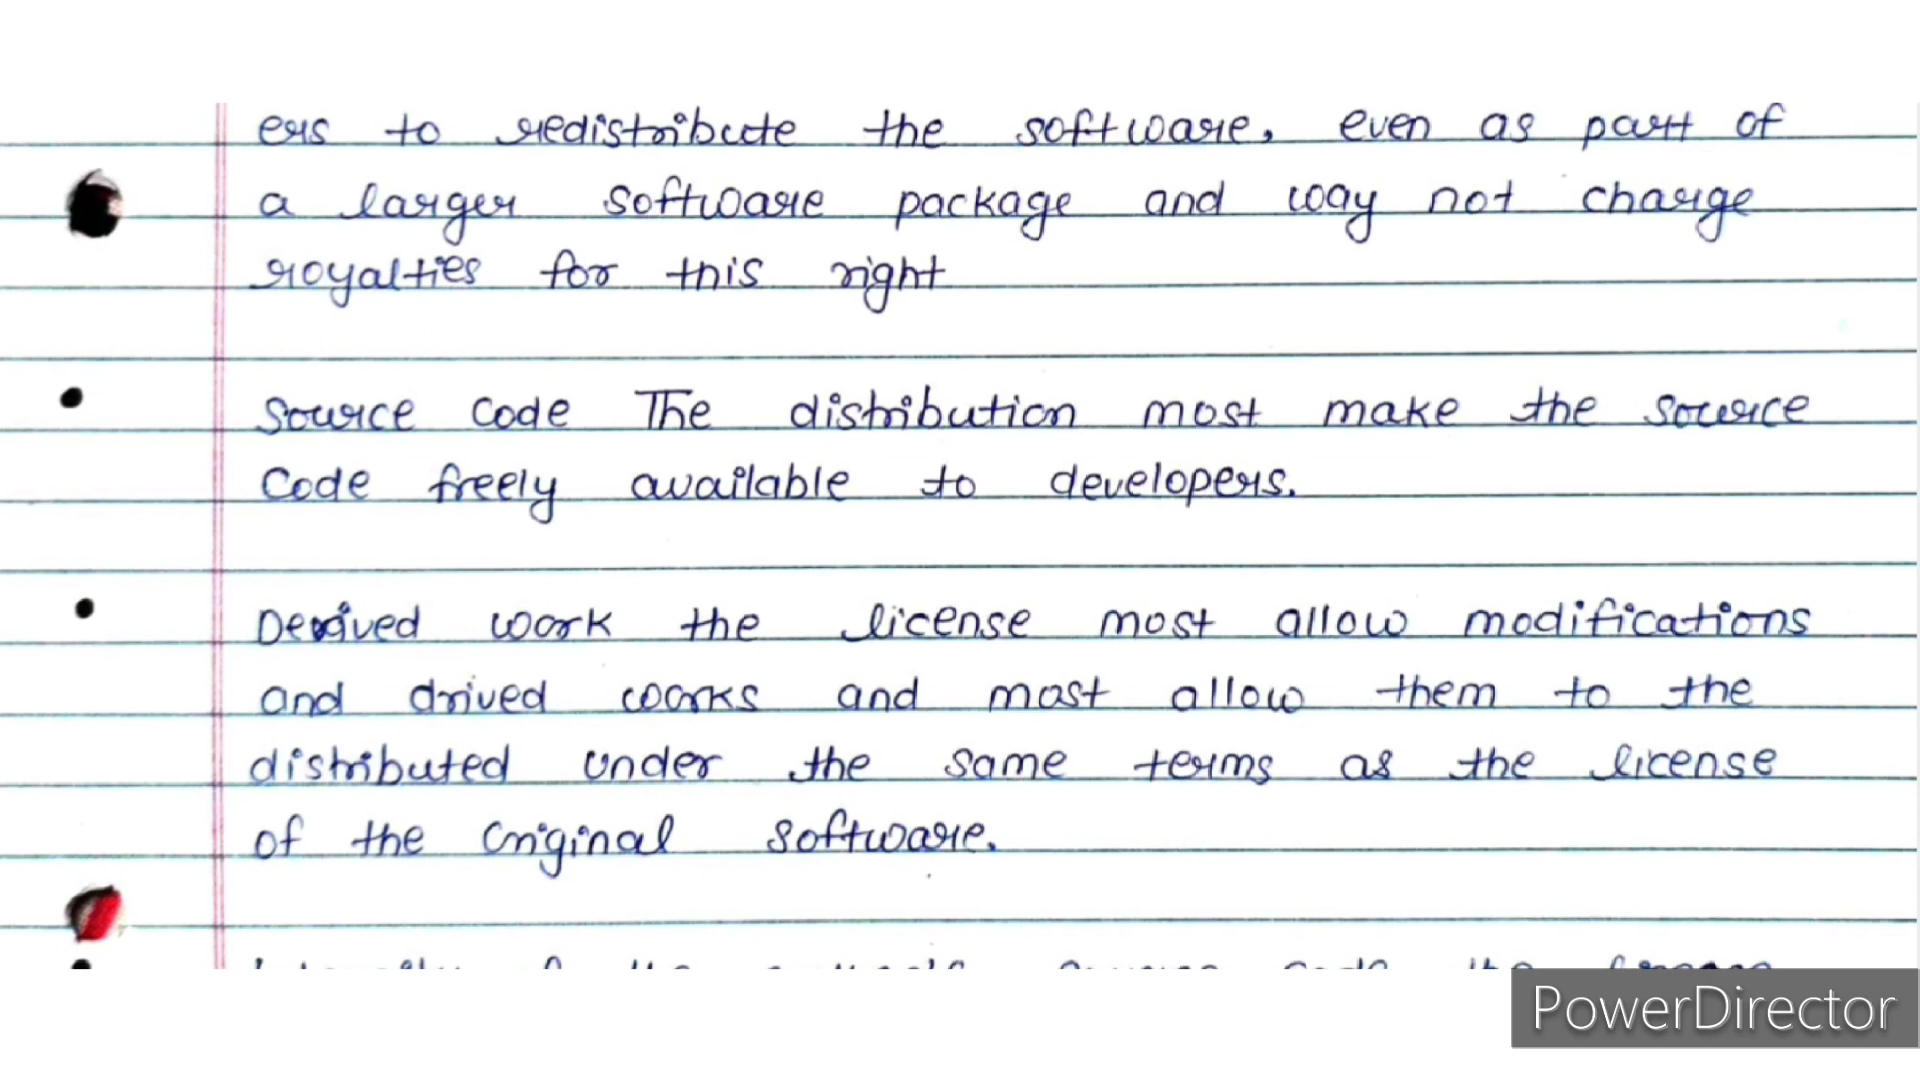 ers to redistribute the software, even as part of
a larger software package and way not charge
royalties for this right
Source code The distribution most make the source
Code freely available to developers.
Derived work the license most allow modifications
and drived works and most allow them to the
distributed under the same terms as the license
of the original software.
PowerDirector